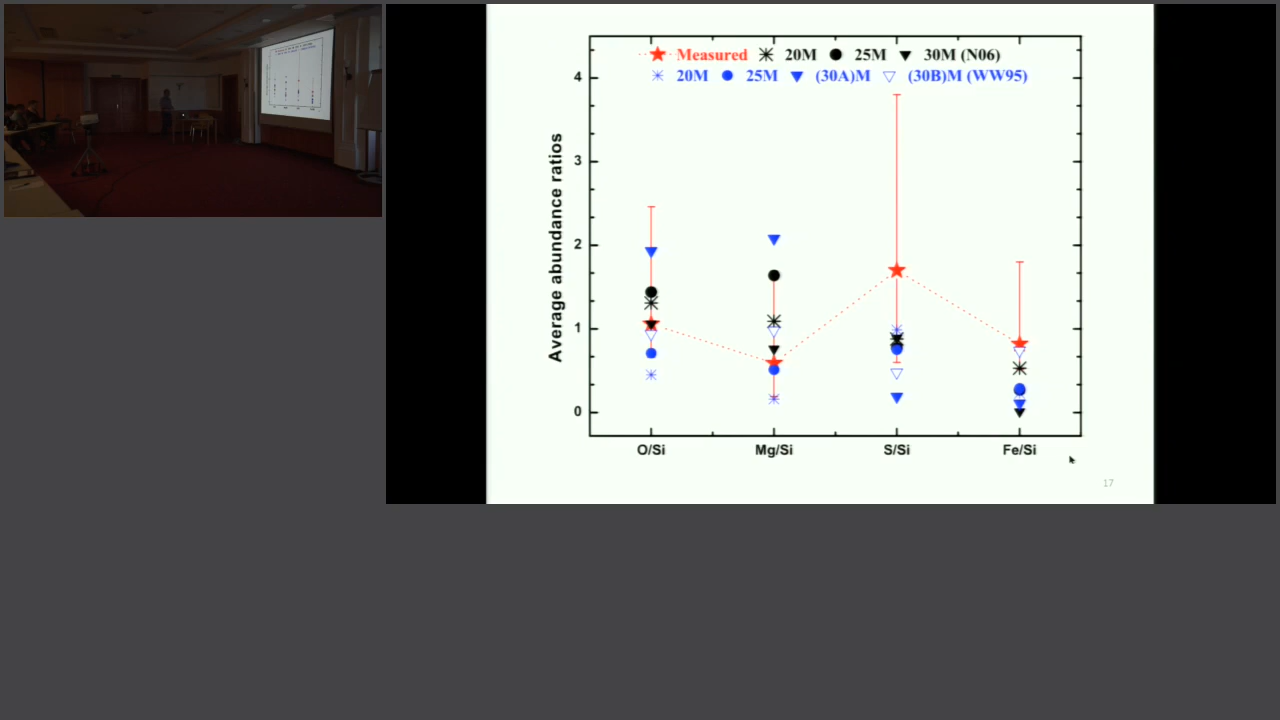 Measured 20M 25M 30M (N06)
20M 25M (30A)M (30B)M (WW95)
Average abundance ratios
4
3
2
1
0
O/Si Mg/Si S/Si Fe/Si
17